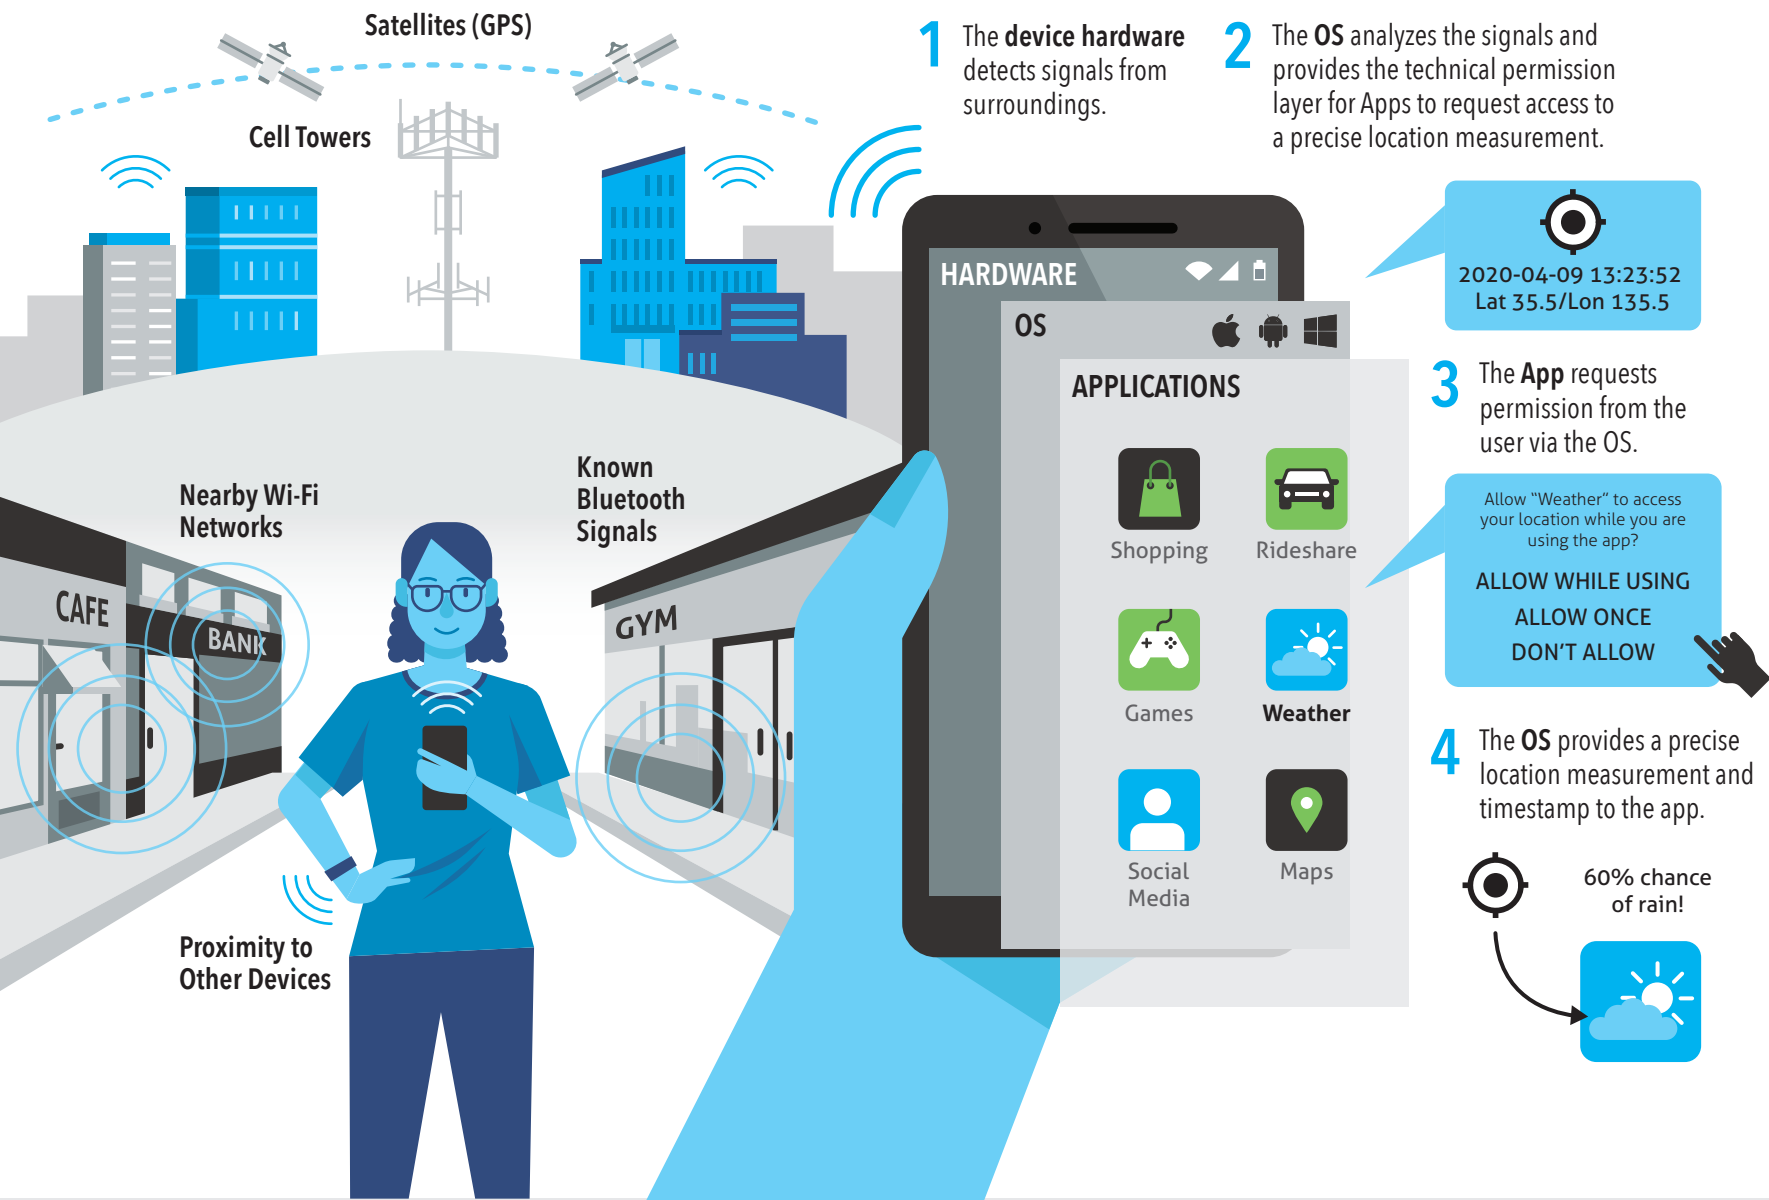 Satellites (GPS)
Cell Towers
Nearby Wi-Fi
Networks
Known
Bluetooth
Signals
CAFE
BANK
GYM
Proximity to
Other Devices
1
The device hardware
detects signals from
surroundings.
2
The OS analyzes the signals and
provides the technical permission
layer for Apps to request access to
a precise location measurement.
HARDWARE
OS
APPLICATIONS
Shopping
Rideshare
Games
Weather
Social
Media
Maps
2020-04-09 13:23:52
Lat 35.5/Lon 135.5
3
The App requests
permission from the
user via the OS.
Allow “Weather” to access
your location while you are
using the app?
ALLOW WHILE USING
ALLOW ONCE
DON’T ALLOW
4
The OS provides a precise
location measurement and
timestamp to the app.
60% chance
of rain!